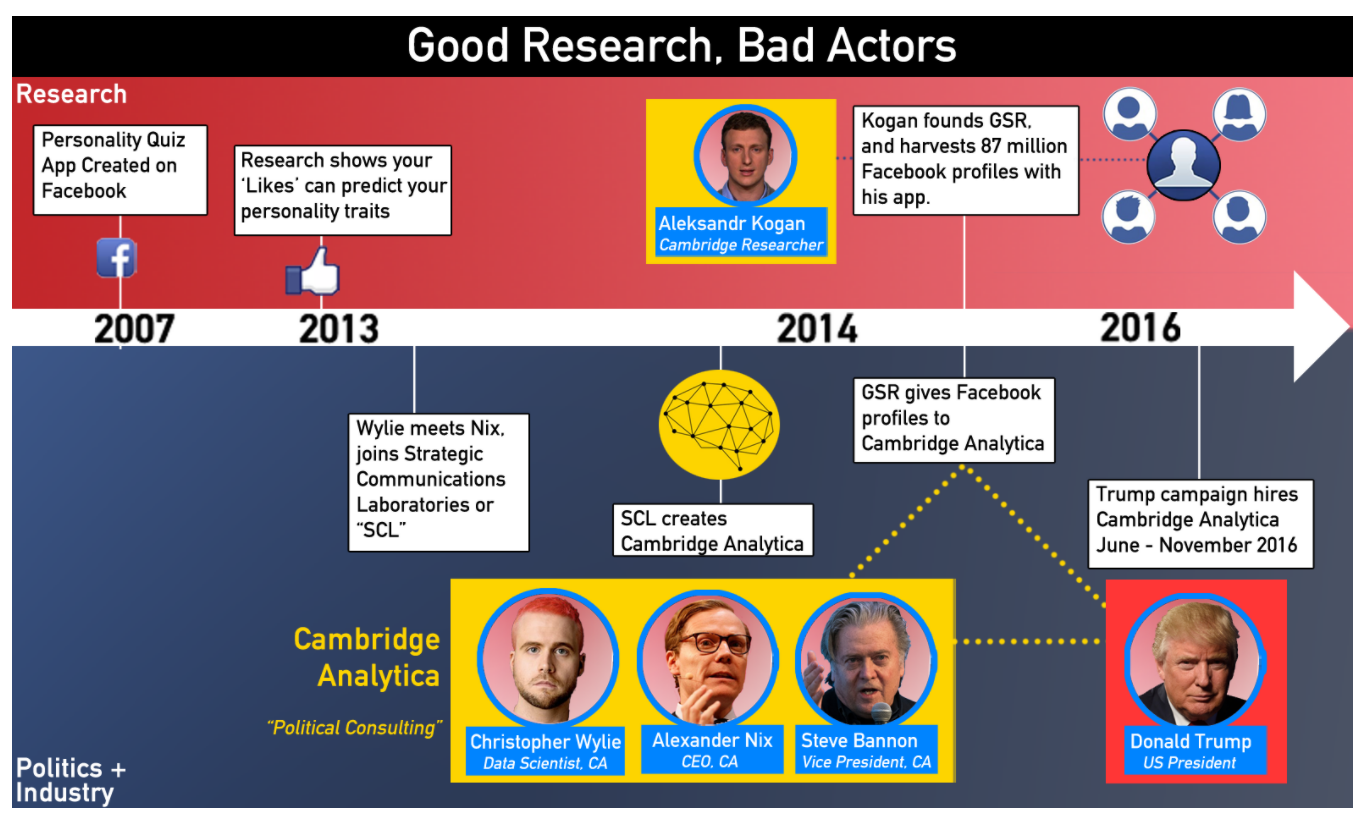 Good Research, Bad Actors
Research
Personality Quiz
App Created on
Facebook
Research shows your
‘Likes’ can predict your
personality traits
Aleksandr Kogan
Cambridge Researcher
Kogan founds GSR,
and harvests 87 million
Facebook profiles with
his app.
f
2007
2013
2014
2016
Wylie meets Nix,
joins Strategic
Communications
Laboratories or
“SCL”
SCL creates
Cambridge Analytica
GSR gives Facebook
profiles to
Cambridge Analytica
Trump campaign hires
Cambridge Analytica
June - November 2016
Cambridge
Analytica
“Political Consulting”
Christopher Wylie
Data Scientist, CA
Alexander Nix
CEO, CA
Steve Bannon
Vice President, CA
Donald Trump
US President
Politics +
Industry